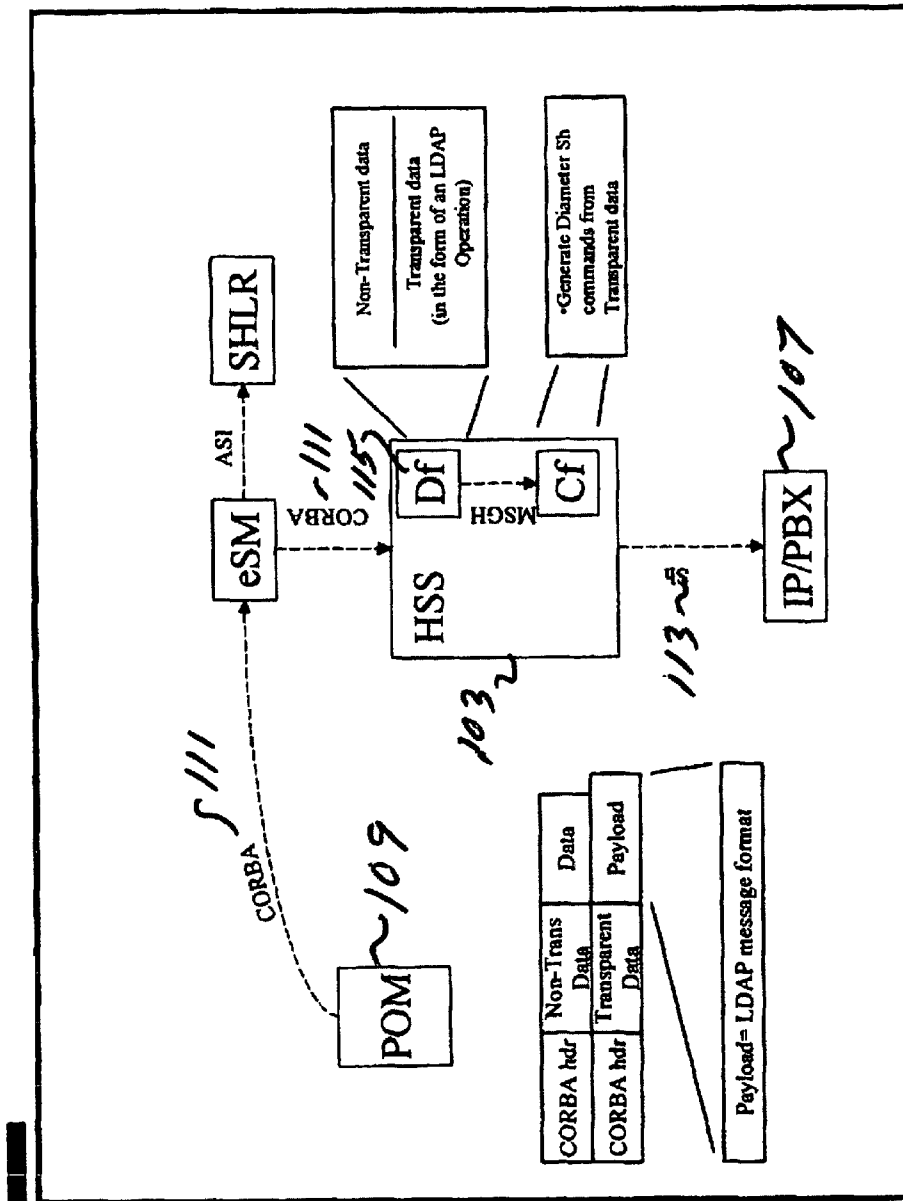 111
CORBA
POM
109
eSM
ASI
SHLR
CORBA
111
115
HSS
Df
MSGH
Cf
103
113
Sh
IP/PBX
107
Non-Transparent data
Transparent data
(in the form of an LDAP
Operation)
•Generate Diameter Sh
commands from
Transparent data
CORBA hdr
Non-Trans
Data
Data
CORBA hdr
Transparent
Data
Payload
Payload= LDAP message format